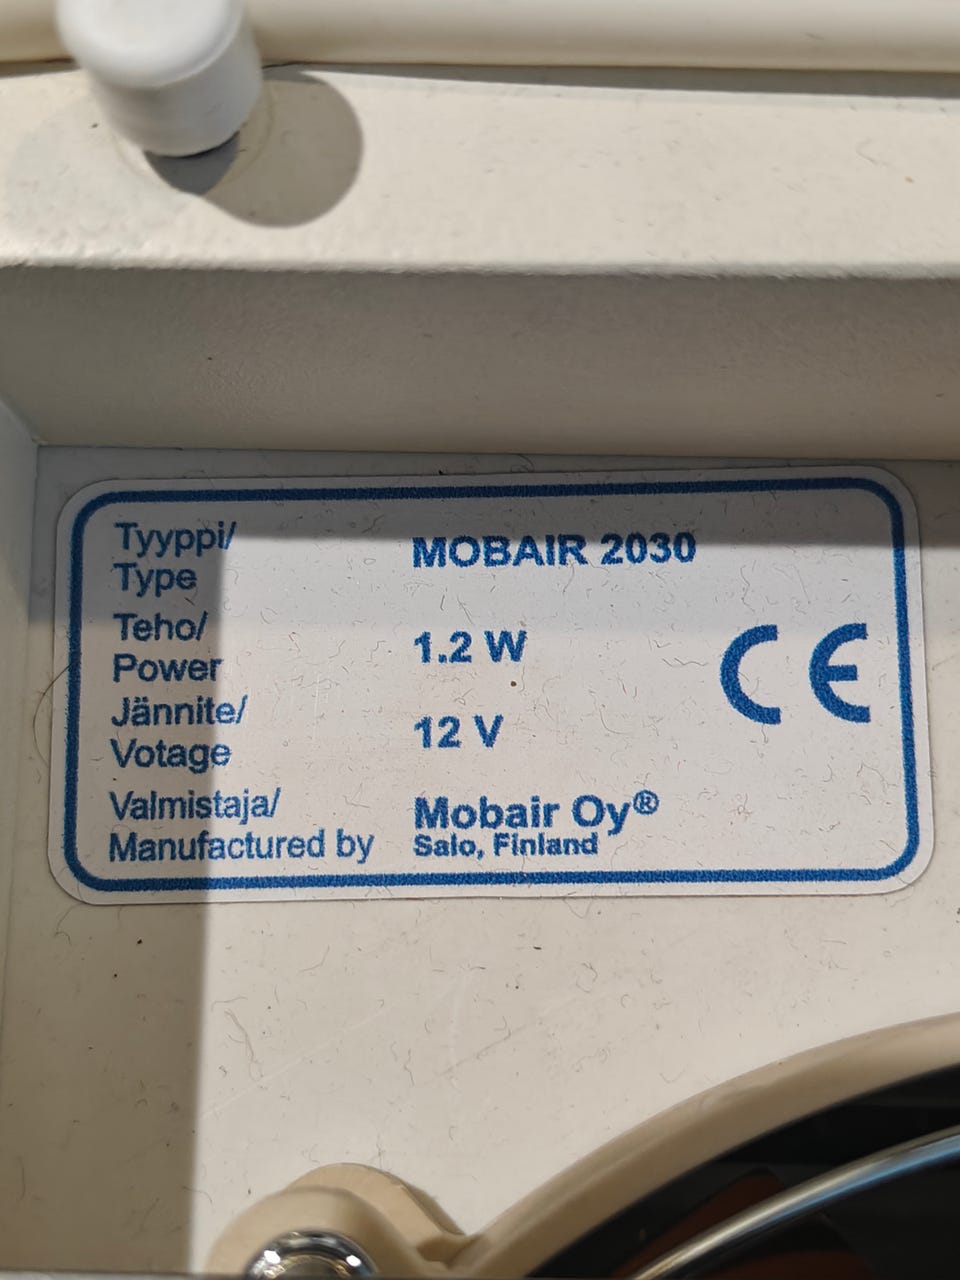 Tyyppi/
Type
MOBAIR 2030
Teho/
Power
1.2 W
Jännite/
Votage
12 V
Valmistaja/
Manufactured by
Mobair Oy®
Salo, Finland
CE